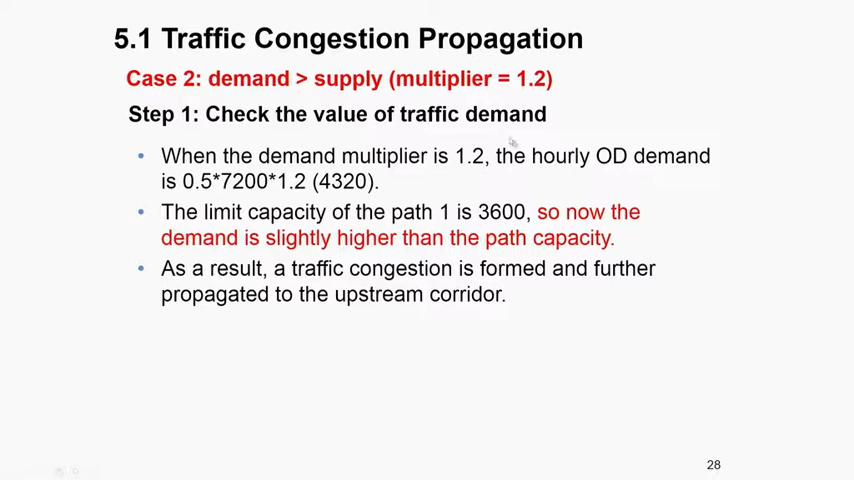 5.1 Traffic Congestion Propagation
Case 2: demand > supply (multiplier = 1.2)
Step 1: Check the value of traffic demand
• When the demand multiplier is 1.2, the hourly OD demand
is 0.5*7200*1.2 (4320).
• The limit capacity of the path 1 is 3600, so now the
demand is slightly higher than the path capacity.
• As a result, a traffic congestion is formed and further
propagated to the upstream corridor.
28